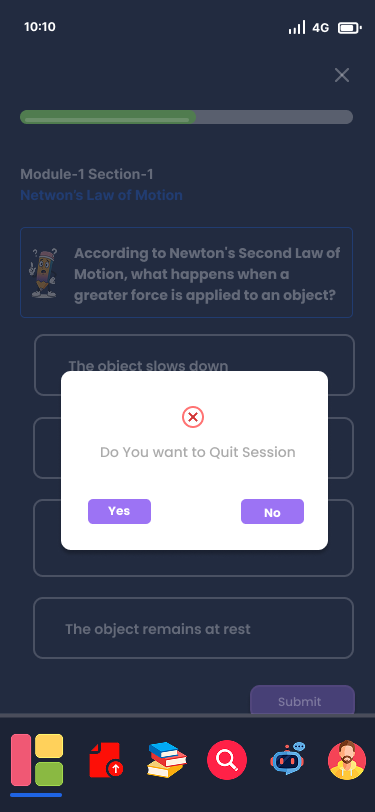 10:10
4G
Module-1 Section-1
Netwon's Law of Motion
According to Newton's Second Law of
Motion, what happens when a
greater force is applied to an object?
The object slows down
Do You want to Quit Session
Yes
No
The object remains at rest
Submit